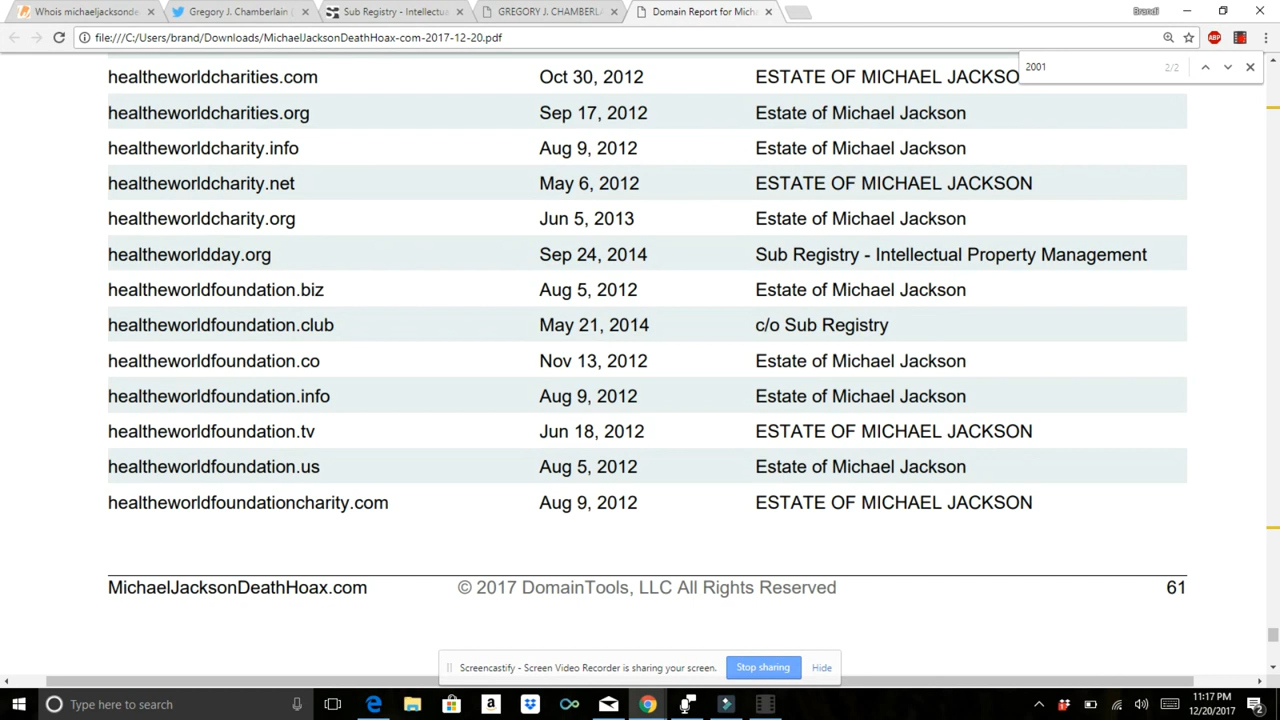 Whois michaeljacksonde
Gregory J. Chamberlain
Sub Registry - Intellectu
GREGORY J. CHAMBERLA
Domain Report for Mich
Brandi
file:///C:/Users/brand/Downloads/MichaelJacksonDeathHoax-com-2017-12-20.pdf
ABP
2001 2/2
healtheworldcharities.com Oct 30, 2012 ESTATE OF MICHAEL JACKSO
healtheworldcharities.org Sep 17, 2012 Estate of Michael Jackson
healtheworldcharity.info Aug 9, 2012 Estate of Michael Jackson
healtheworldcharity.net May 6, 2012 ESTATE OF MICHAEL JACKSON
healtheworldcharity.org Jun 5, 2013 Estate of Michael Jackson
healtheworldday.org Sep 24, 2014 Sub Registry - Intellectual Property Management
healtheworldfoundation.biz Aug 5, 2012 Estate of Michael Jackson
healtheworldfoundation.club May 21, 2014 c/o Sub Registry
healtheworldfoundation.co Nov 13, 2012 Estate of Michael Jackson
healtheworldfoundation.info Aug 9, 2012 Estate of Michael Jackson
healtheworldfoundation.tv Jun 18, 2012 ESTATE OF MICHAEL JACKSON
healtheworldfoundation.us Aug 5, 2012 Estate of Michael Jackson
healtheworldfoundationcharity.com Aug 9, 2012 ESTATE OF MICHAEL JACKSON
MichaelJacksonDeathHoax.com © 2017 DomainTools, LLC All Rights Reserved 61
Screencastify - Screen Video Recorder is sharing your screen. Stop sharing Hide
Type here to search
11:17 PM
12/20/2017
2